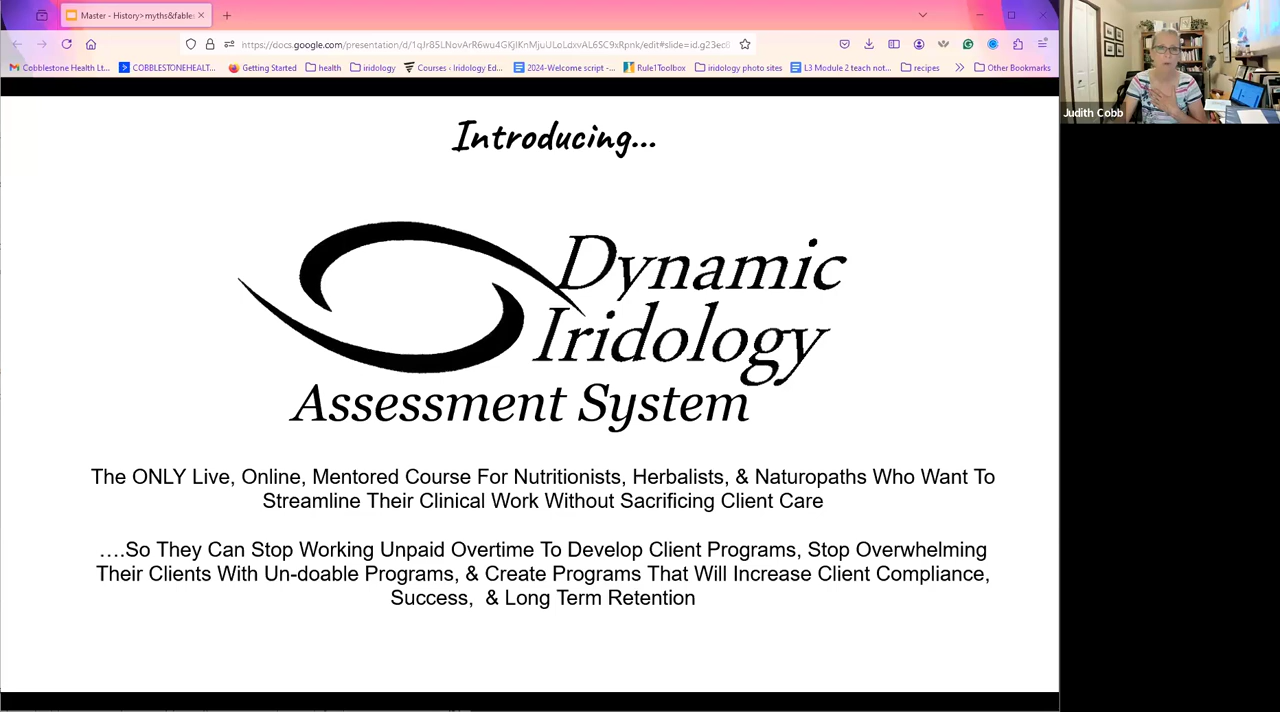 Master - History>myths&fable
https://docs.google.com/presentation/d/1qJr85LNovArR6wu4GKjIKnMjuULoLdxvAL6SC9xRpnk/edit#slide=id.g23ecd
Cobblestone Health Lt...
COBBLESTONEHEALT...
Getting Started
health
iridology
Courses ‹ Iridology Ed...
2024-Welcome script -...
Rule1Toolbox
iridology photo sites
L3 Module 2 teach not...
recipes
Other Bookmarks
Judith Cobb
Introducing...
Dynamic
Iridology
Assessment System
The ONLY Live, Online, Mentored Course For Nutritionists, Herbalists, & Naturopaths Who Want To
Streamline Their Clinical Work Without Sacrificing Client Care
….So They Can Stop Working Unpaid Overtime To Develop Client Programs, Stop Overwhelming
Their Clients With Un-doable Programs, & Create Programs That Will Increase Client Compliance,
Success,  & Long Term Retention